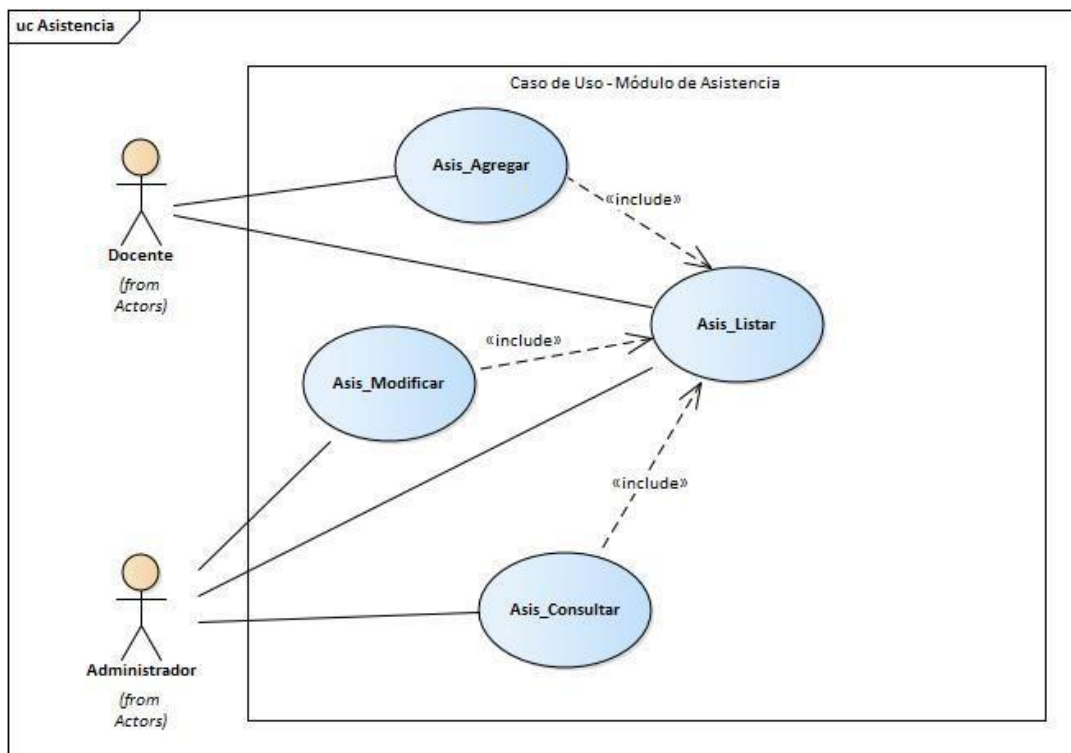 uc Asistencia
Caso de Uso - Módulo de Asistencia
Asis_Agregar
«include»
Docente
(from
Actors)
Asis_Listar
«include»
Asis_Modificar
«include»
Asis_Consultar
Administrador
(from
Actors)